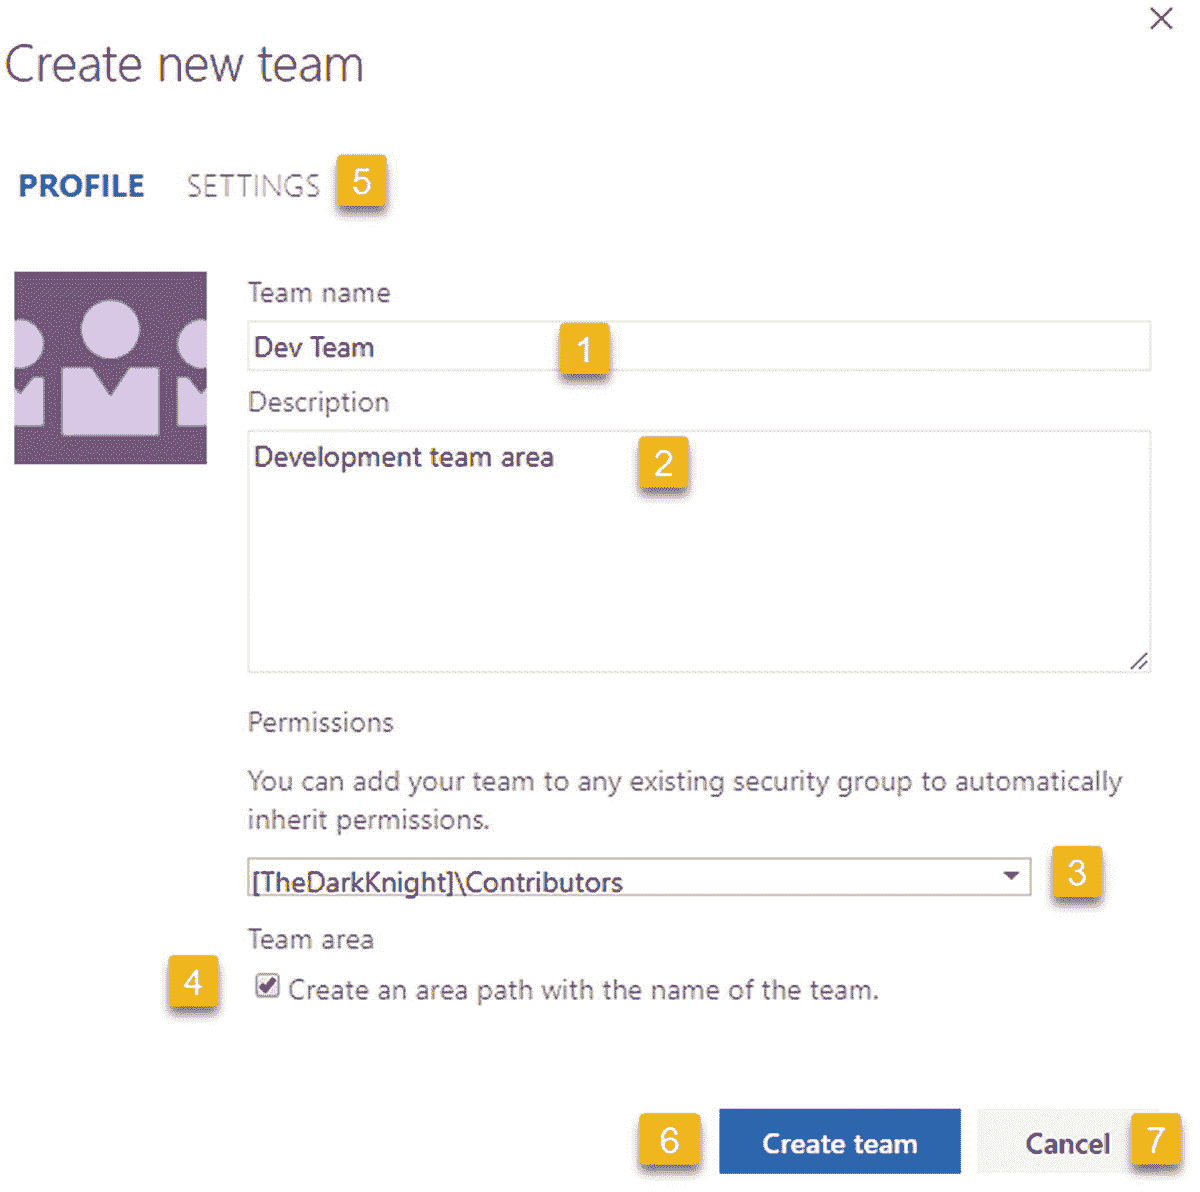 Create new team
PROFILE SETTINGS 5
Team name
Dev Team 1
Description
Development team area 2
Permissions
You can add your team to any existing security group to automatically
inherit permissions.
[TheDarkKnight]\Contributors 3
Team area
4 Create an area path with the name of the team.
6 Create team Cancel 7